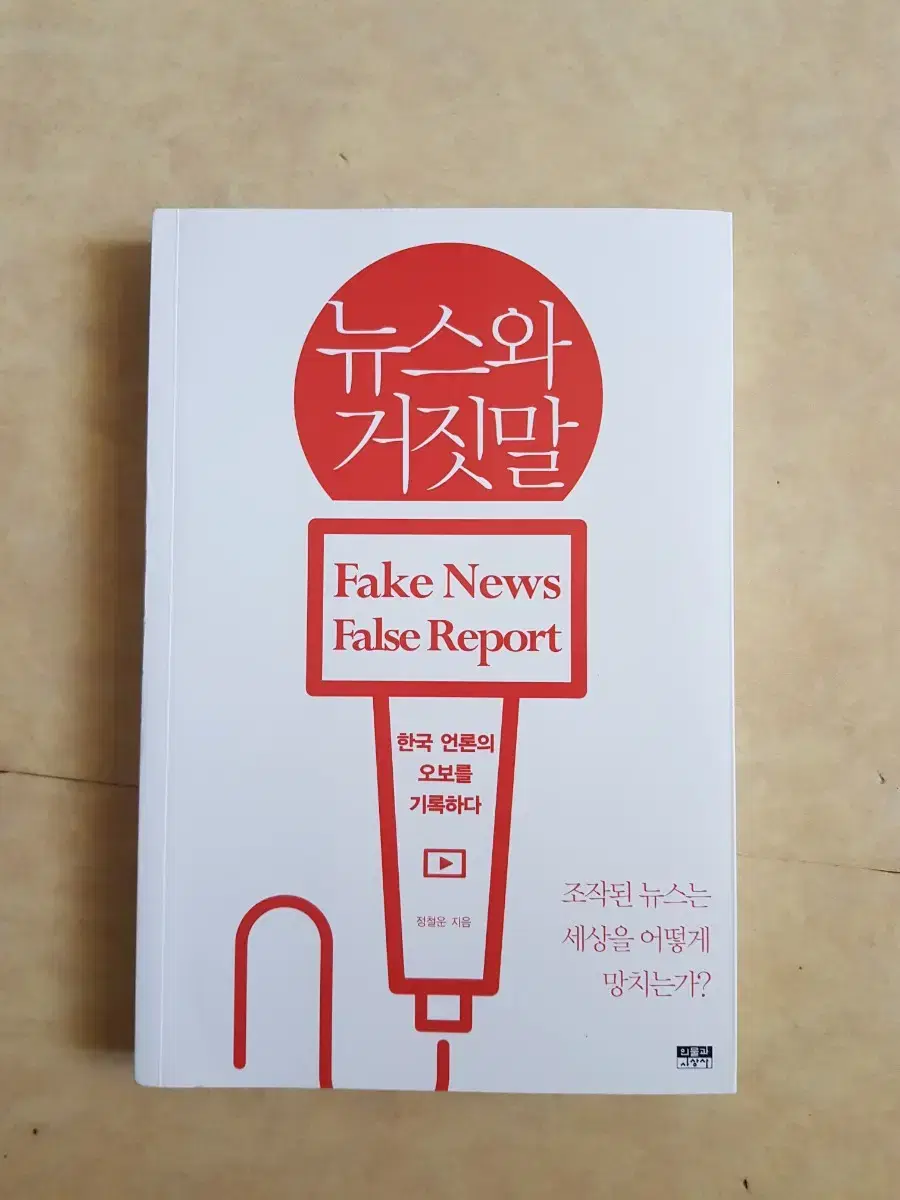 뉴스와
거짓말
Fake News
False Report
한국 언론의
오보를
기록하다
정철운 지음
조작된 뉴스는
세상을 어떻게
망치는가?
인물과
사상사